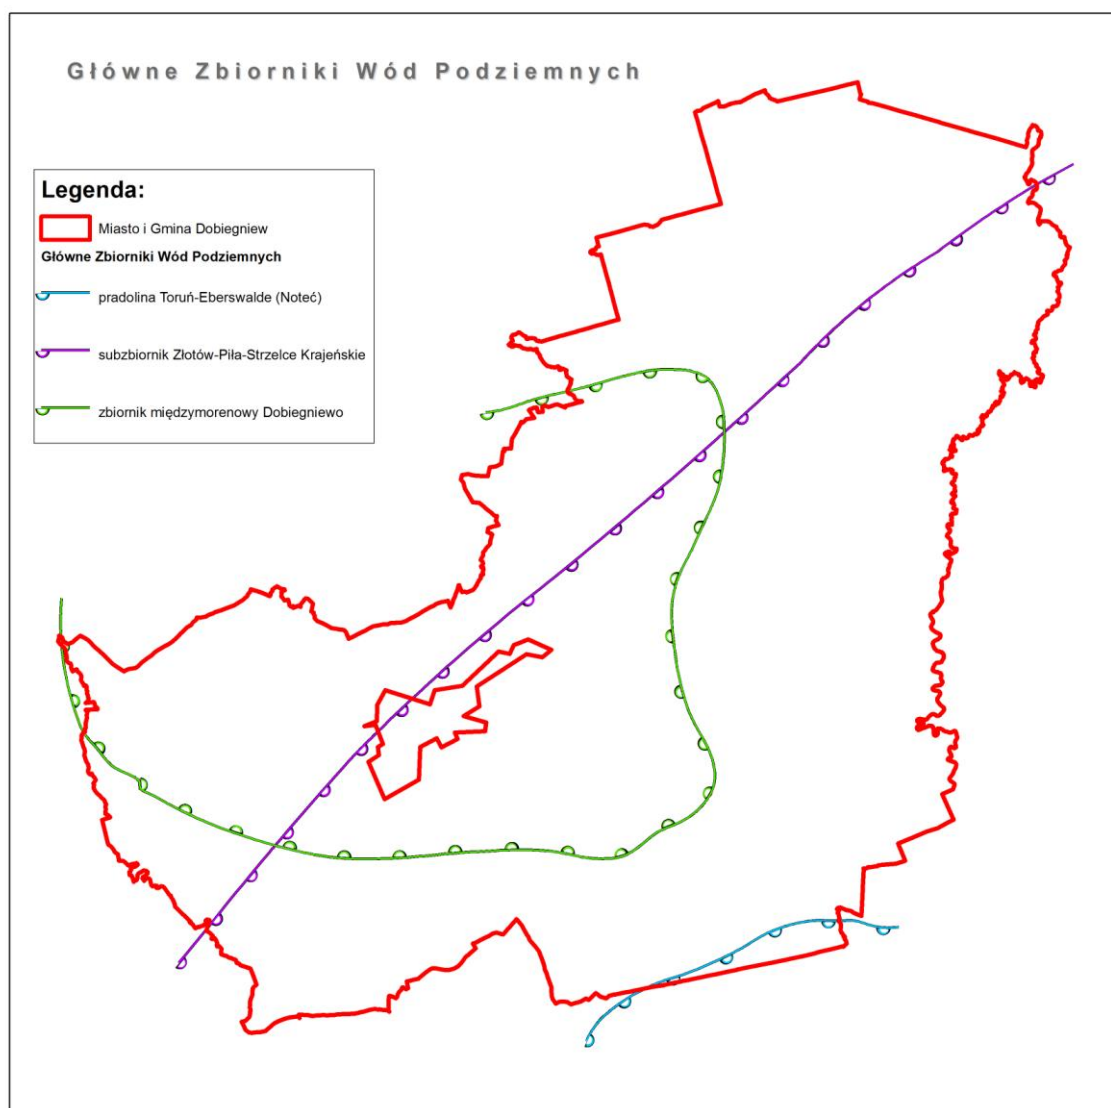 Główne Zbiorniki Wód Podziemnych
Legenda:
Miasto i Gmina Dobiegniew
Główne Zbiorniki Wód Podziemnych
pradolina Toruń-Eberswalde (Noteć)
subzbiornik Złotów-Piła-Strzelce Krajeńskie
zbiornik międzymorenowy Dobiegniewo